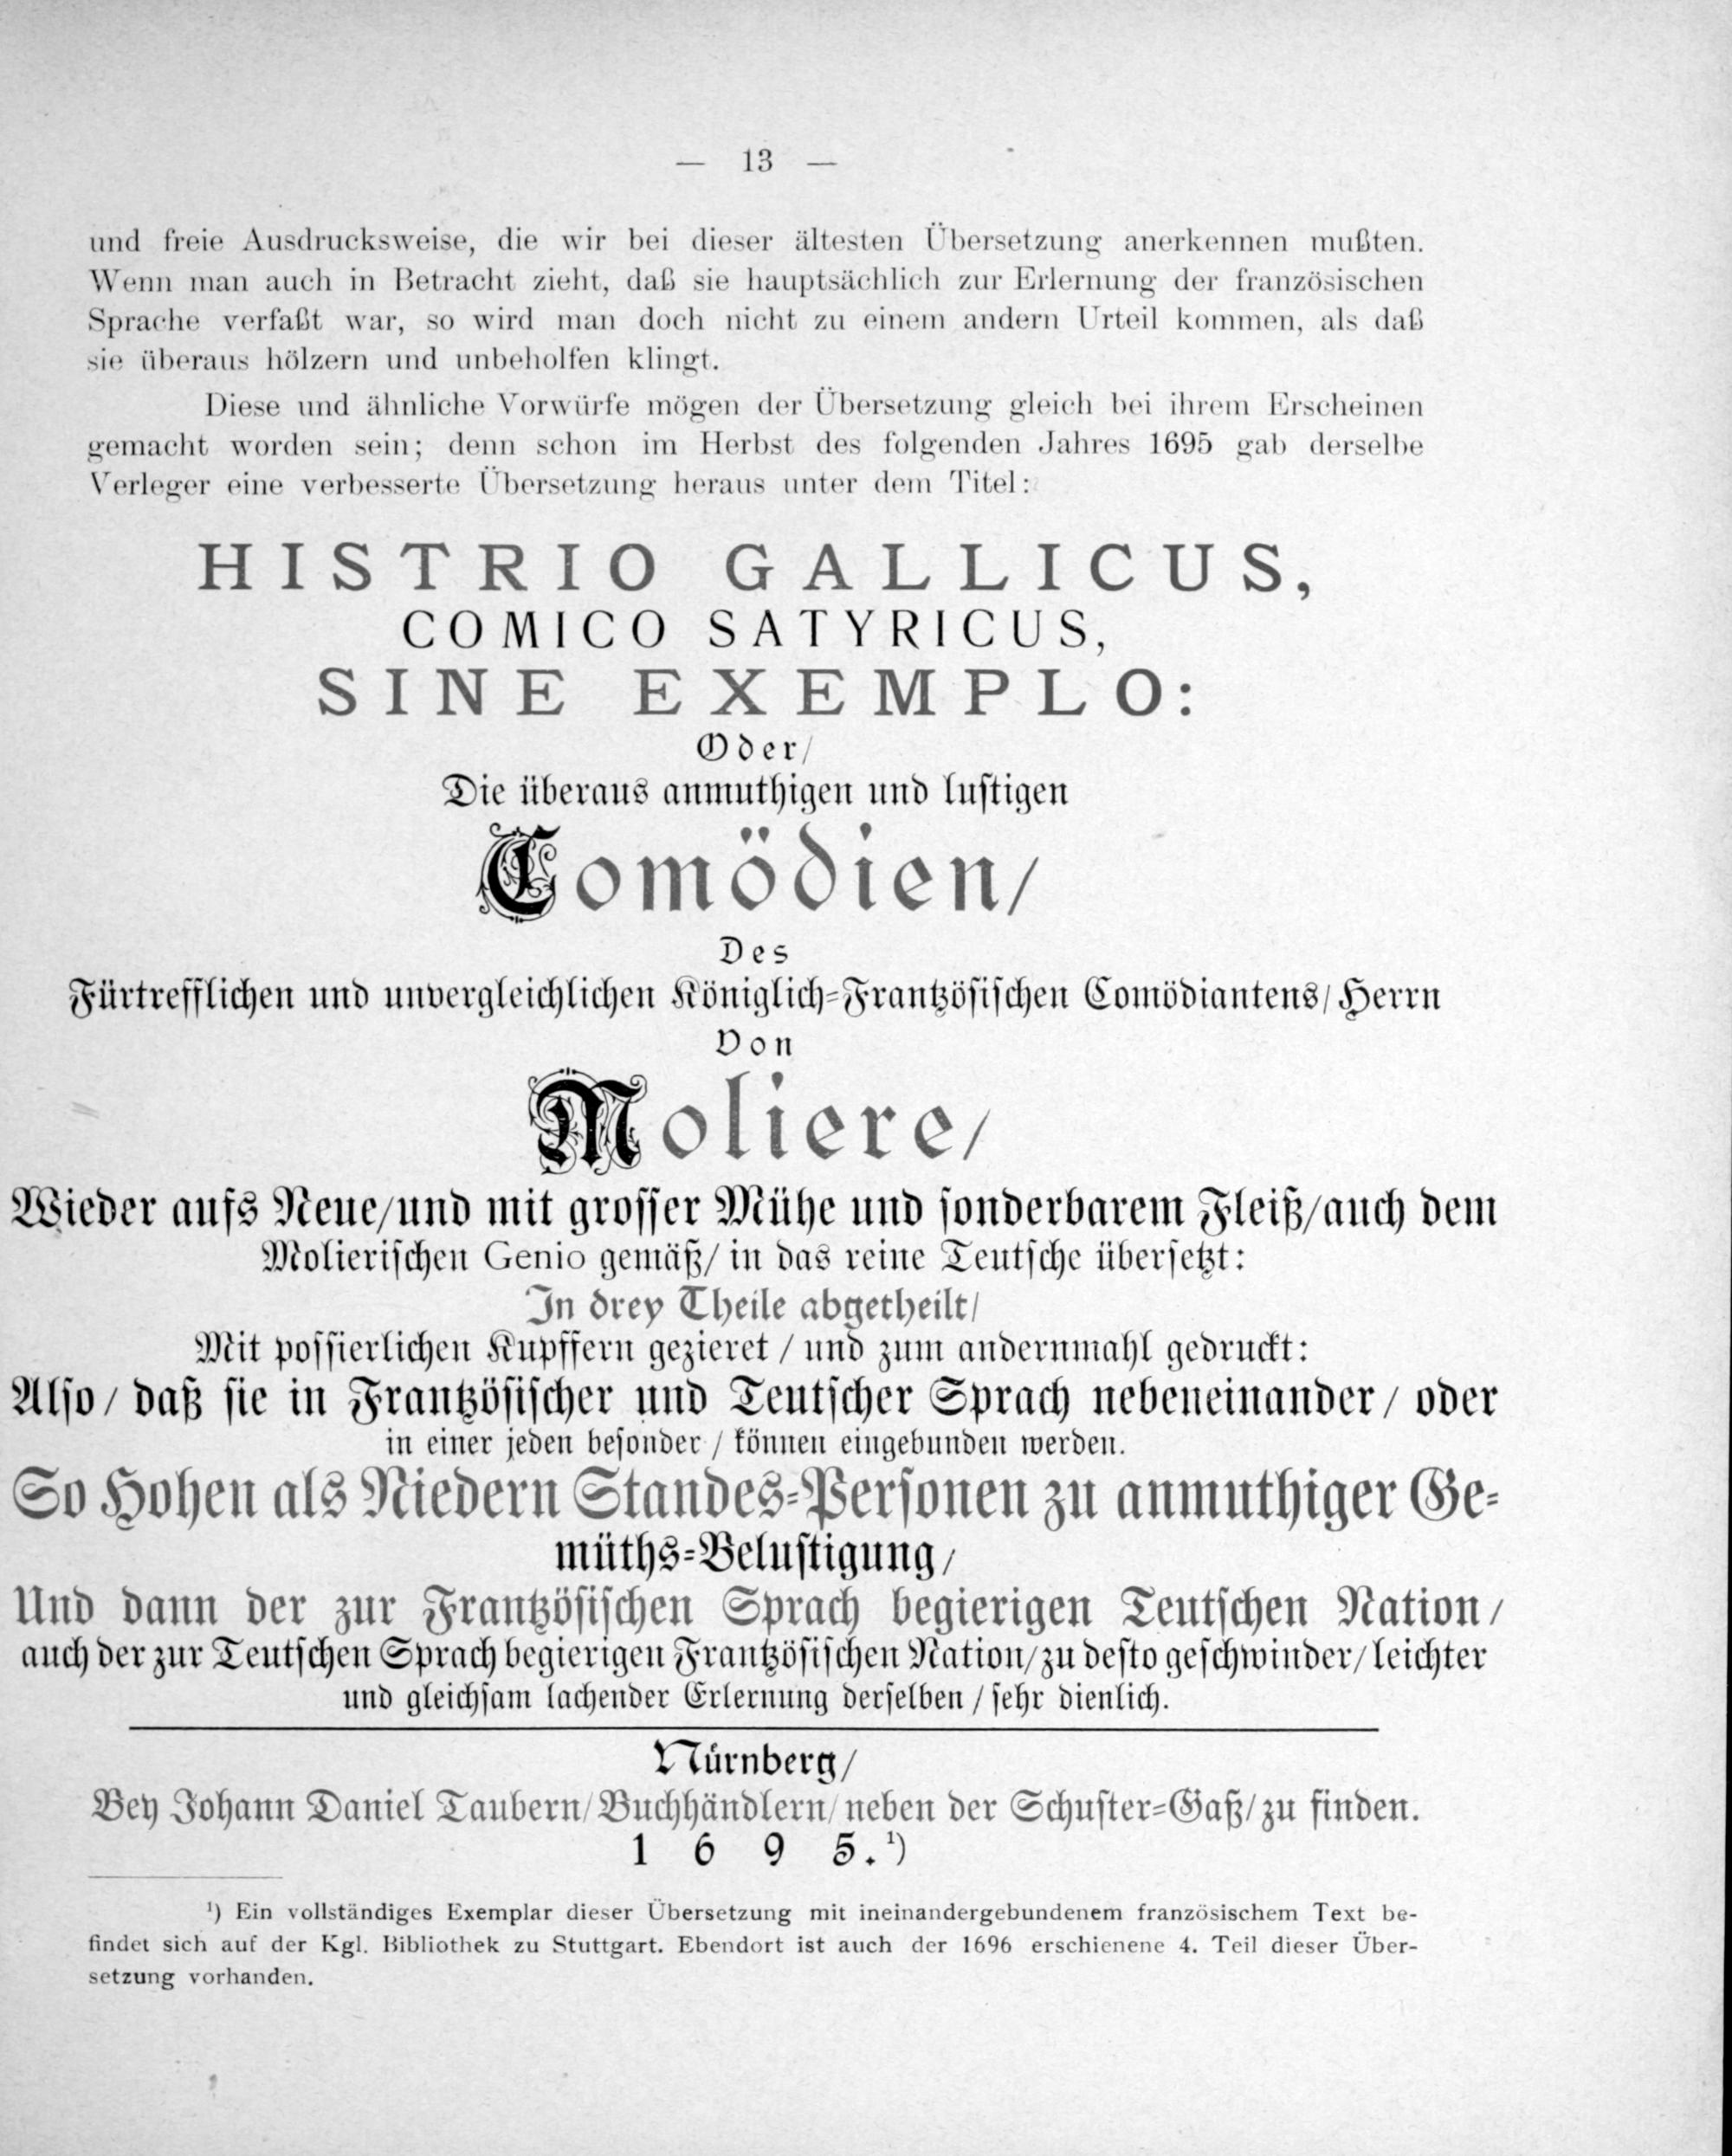 — 13 —
und freie Ausdrucksweise, die wir bei dieser ältesten Übersetzung anerkennen mußten.
Wenn man auch in Betracht zieht, daß sie hauptsächlich zur Erlernung der französischen
Sprache verfaßt war, so wird man doch nicht zu einem andern Urteil kommen, als daß
sie überaus hölzern und unbeholfen klingt.
Diese und ähnliche Vorwürfe mögen der Übersetzung gleich bei ihrem Erscheinen
gemacht worden sein; denn schon im Herbst des folgenden Jahres 1695 gab derselbe
Verleger eine verbesserte Übersetzung heraus unter dem Titel:
HISTRIO GALLICUS,
COMICO SATYRICUS,
SINE EXEMPLO:
Oder/
Die überaus anmuthigen und lustigen
Comödien/
Des
Fürtrefflichen und unvergleichlichen Königlich-Frantzösischen Comödiantens/ Herrn
Von
Moliere/
Wieder aufs Neue/und mit grosser Mühe und sonderbarem Fleiß/auch dem
Molierischen Genio gemäß/ in das reine Teutsche übersetzt:
In drey Theile abgetheilt/
Mit possierlichen Kupffern gezieret / und zum andernmahl gedruckt:
Also/ daß sie in Frantzösischer und Teutscher Sprach nebeneinander/ oder
in einer jeden besonder / können eingebunden werden.
So Hohen als Niedern Standes-Personen zu anmuthiger Ge-
müths-Belustigung/
Und dann der zur Frantzösischen Sprach begierigen Teutschen Nation/
auch der zur Teutschen Sprach begierigen Frantzösischen Nation/zu desto geschwinder/leichter
und gleichsam lachender Erlernung derselben / sehr dienlich.
Nürnberg/
Bey Johann Daniel Taubern/Buchhändlern/neben der Schuster-Gaß/zu finden.
1 6 9 5.¹)
¹) Ein vollständiges Exemplar dieser Übersetzung mit ineinandergebundenem französischem Text be-
findet sich auf der Kgl. Bibliothek zu Stuttgart. Ebendort ist auch der 1696 erschienene 4. Teil dieser Über-
setzung vorhanden.